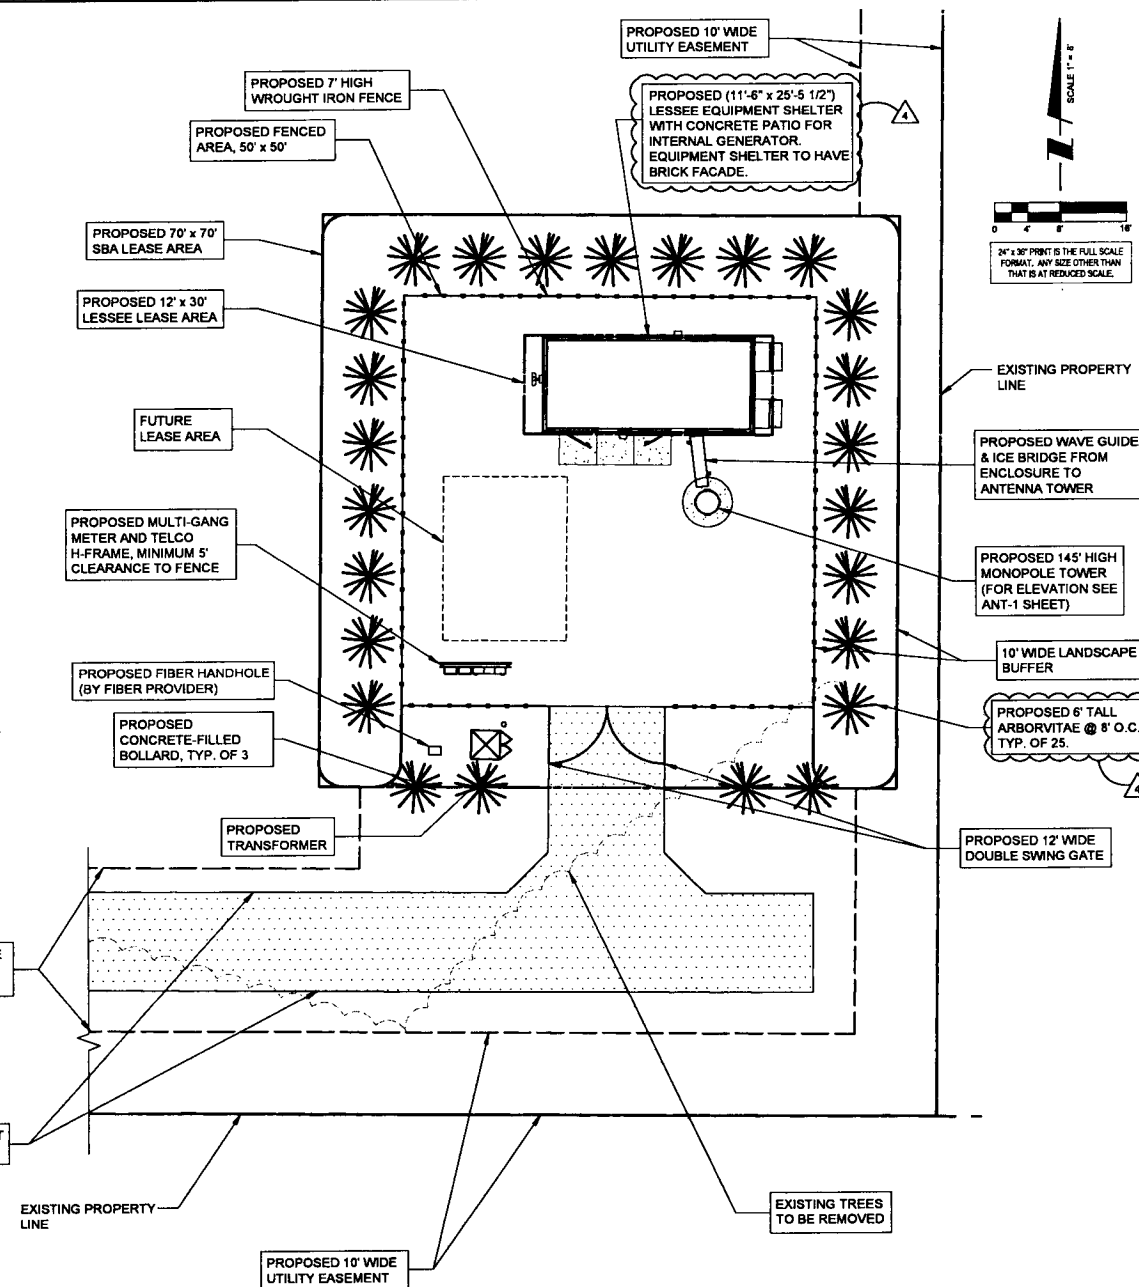 PROPOSED 10' WIDE
UTILITY EASEMENT
PROPOSED 7' HIGH
WROUGHT IRON FENCE
PROPOSED (11'-6" x 25'-5 1/2")
LESSEE EQUIPMENT SHELTER
WITH CONCRETE PATIO FOR
INTERNAL GENERATOR.
EQUIPMENT SHELTER TO HAVE
BRICK FACADE.
4
SCALE 1" = 8'
PROPOSED FENCED
AREA, 50' x 50'
0 4' 8' 16'
24" x 36" PRINT IS THE FULL SCALE
FORMAT. ANY SIZE OTHER THAN
THAT IS AT REDUCED SCALE.
PROPOSED 70' x 70'
SBA LEASE AREA
PROPOSED 12' x 30'
LESSEE LEASE AREA
EXISTING PROPERTY
LINE
FUTURE
LEASE AREA
PROPOSED WAVE GUIDE
& ICE BRIDGE FROM
ENCLOSURE TO
ANTENNA TOWER
PROPOSED MULTI-GANG
METER AND TELCO
H-FRAME, MINIMUM 5'
CLEARANCE TO FENCE
PROPOSED 145' HIGH
MONOPOLE TOWER
(FOR ELEVATION SEE
ANT-1 SHEET)
10' WIDE LANDSCAPE
BUFFER
PROPOSED FIBER HANDHOLE
(BY FIBER PROVIDER)
PROPOSED 6' TALL
ARBORVITAE @ 8' O.C.
TYP. OF 25.
4
PROPOSED
CONCRETE-FILLED
BOLLARD, TYP. OF 3
PROPOSED
TRANSFORMER
PROPOSED 12' WIDE
DOUBLE SWING GATE
E
T
EXISTING PROPERTY
LINE
EXISTING TREES
TO BE REMOVED
PROPOSED 10' WIDE
UTILITY EASEMENT